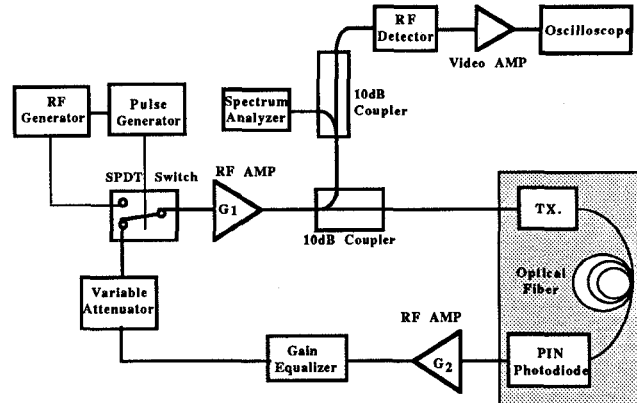 RF
Detector
Video AMP
Oscilloscope
10dB
Coupler
Spectrum
Analyzer
RF
Generator
Pulse
Generator
SPDT Switch
RF AMP
G1
10dB Coupler
TX.
Optical
Fiber
Variable
Attenuator
Gain
Equalizer
RF AMP
G2
PIN
Photodiode